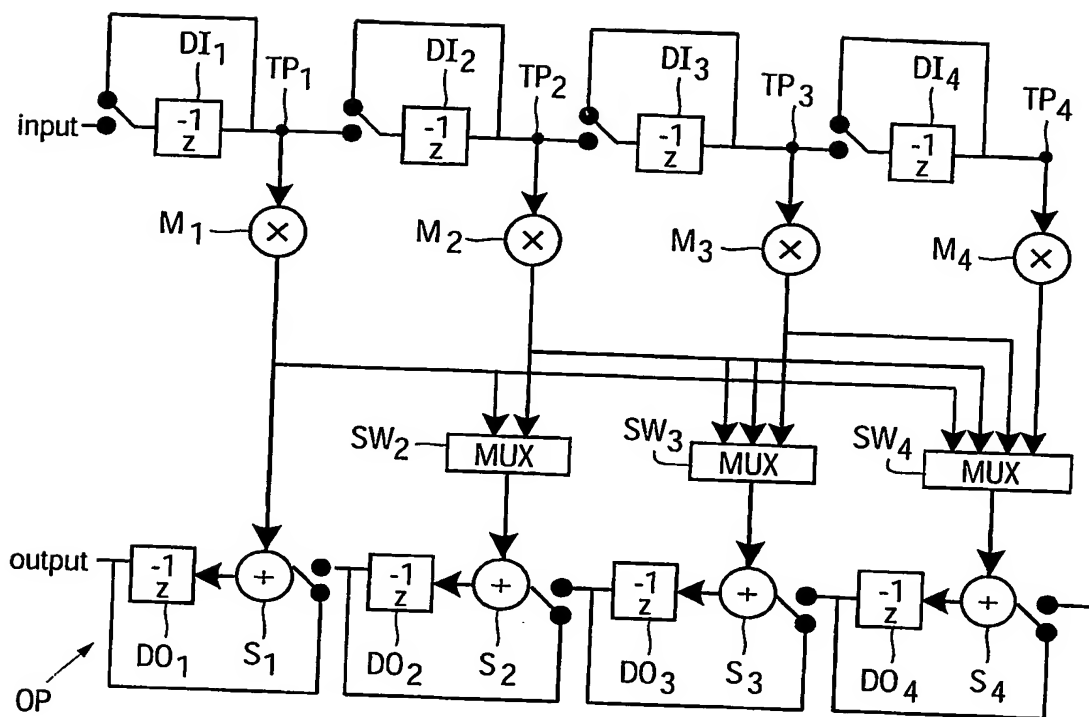 DI1 DI2 DI3 DI4
TP1 TP2 TP3 TP4
input
-1 z -1 z -1 z -1 z
M1 × M2 × M3 × M4 ×
SW2 MUX SW3 MUX SW4 MUX
output -1 z + -1 z + -1 z + -1 z +
DO1 S1 DO2 S2 DO3 S3 DO4 S4
OP